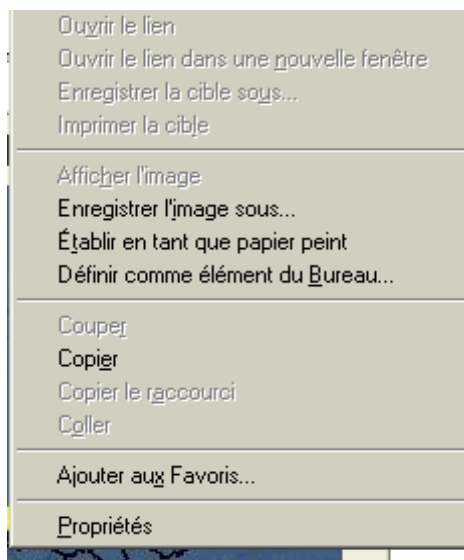 Ouvrir le lien
Ouvrir le lien dans une nouvelle fenêtre
Enregistrer la cible sous...
Imprimer la cible
Afficher l'image
Enregistrer l'image sous...
Établir en tant que papier peint
Définir comme élément du Bureau...
Couper
Copier
Copier le raccourci
Coller
Ajouter aux Favoris...
Propriétés